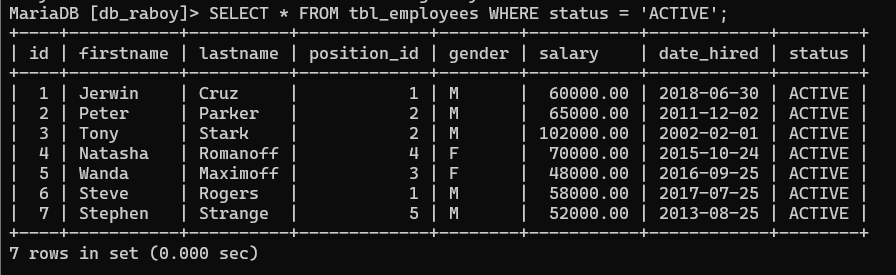 MariaDB [db_raboy]> SELECT * FROM tbl_employees WHERE status = 'ACTIVE';
+----+-----------+----------+-------------+--------+-----------+------------+--------+
| id | firstname | lastname | position_id | gender | salary    | date_hired | status |
+----+-----------+----------+-------------+--------+-----------+------------+--------+
|  1 | Jerwin    | Cruz     |           1 | M      |  60000.00 | 2018-06-30 | ACTIVE |
|  2 | Peter     | Parker   |           2 | M      |  65000.00 | 2011-12-02 | ACTIVE |
|  3 | Tony      | Stark    |           2 | M      | 102000.00 | 2002-02-01 | ACTIVE |
|  4 | Natasha   | Romanoff |           4 | F      |  70000.00 | 2015-10-24 | ACTIVE |
|  5 | Wanda     | Maximoff |           3 | F      |  48000.00 | 2016-09-25 | ACTIVE |
|  6 | Steve     | Rogers   |           1 | M      |  58000.00 | 2017-07-25 | ACTIVE |
|  7 | Stephen   | Strange  |           5 | M      |  52000.00 | 2013-08-25 | ACTIVE |
+----+-----------+----------+-------------+--------+-----------+------------+--------+
7 rows in set (0.000 sec)